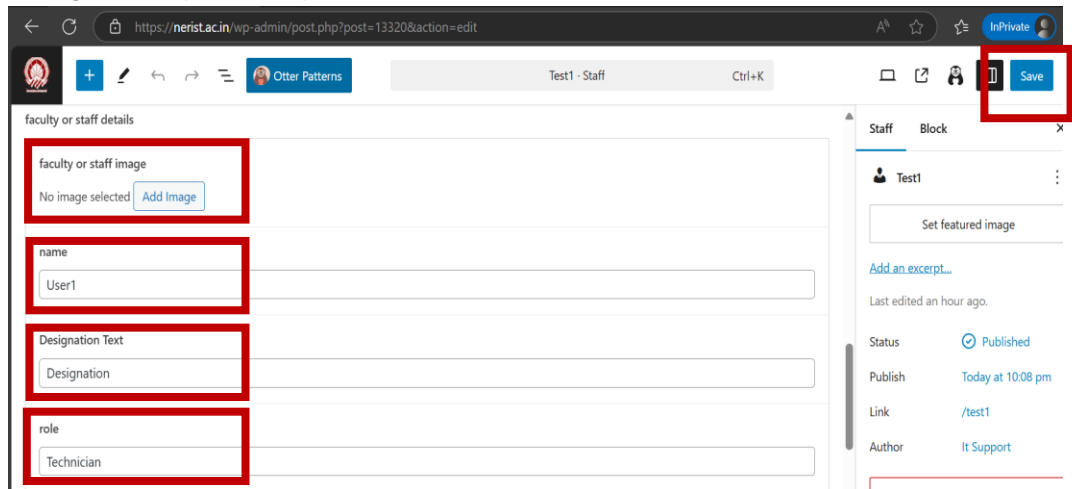 https://nerist.ac.in/wp-admin/post.php?post=13320&action=edit
InPrivate
Otter Patterns
Test1 · Staff
Ctrl+K
Save
faculty or staff details
faculty or staff image
No image selected
Add Image
name
User1
Designation Text
Designation
role
Technician
Staff
Block
Test1
Set featured image
Add an excerpt...
Last edited an hour ago.
Status
Published
Publish
Today at 10:08 pm
Link
/test1
Author
It Support